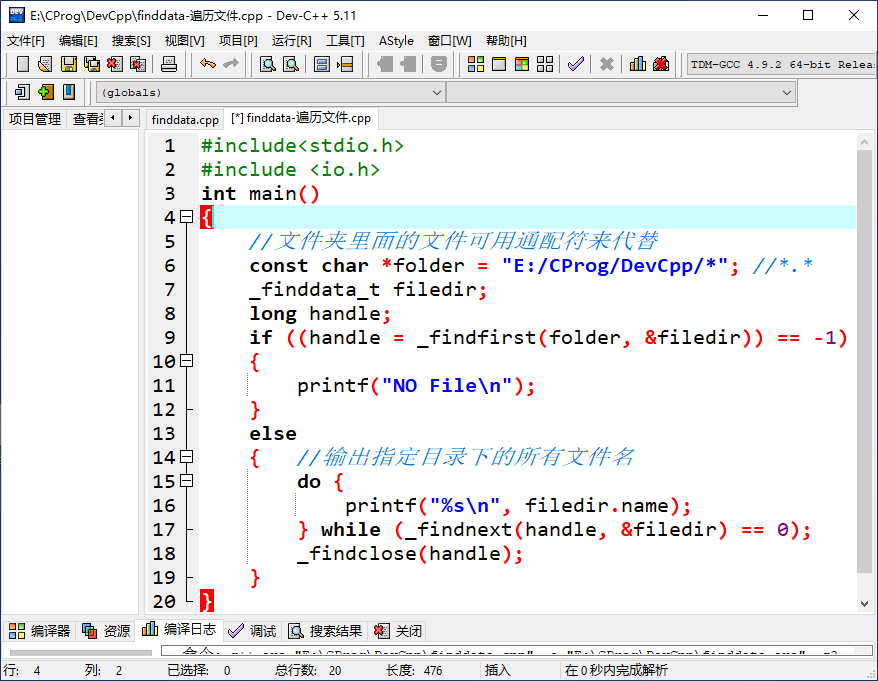 E:\CProg\DevCpp\finddata-遍历文件.cpp - Dev-C++ 5.11
文件[F] 编辑[E] 搜索[S] 视图[V] 项目[P] 运行[R] 工具[T] AStyle 窗口[W] 帮助[H]
TDM-GCC 4.9.2 64-bit Relea
(globals)
项目管理 查看 finddata.cpp [*] finddata-遍历文件.cpp
1 #include<stdio.h>
2 #include <io.h>
3 int main()
4 {
5 //文件夹里面的文件可用通配符来代替
6 const char *folder = "E:/CProg/DevCpp/*"; //*.*
7 _finddata_t filedir;
8 long handle;
9 if ((handle = _findfirst(folder, &filedir)) == -1)
10 {
11 printf("NO File\n");
12 }
13 else
14 { //输出指定目录下的所有文件名
15 do {
16 printf("%s\n", filedir.name);
17 } while (_findnext(handle, &filedir) == 0);
18 _findclose(handle);
19 }
20 }
编译器 资源 编译日志 调试 搜索结果 关闭
行: 4 列: 2 已选择: 0 总行数: 20 长度: 476 插入 在 0 秒内完成解析